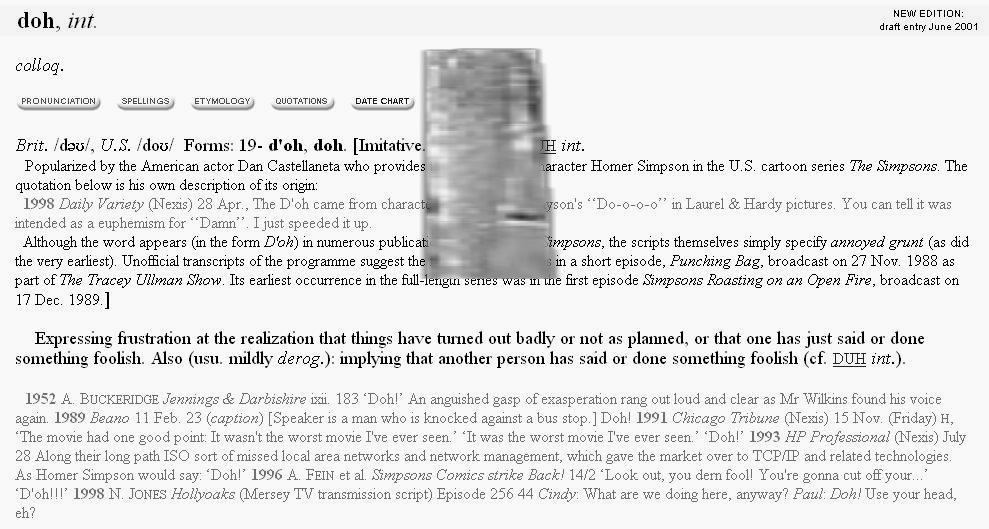 doh, int.
NEW EDITION:
draft entry June 2001
colloq.
PRONUNCIATION SPELLINGS ETYMOLOGY QUOTATIONS DATE CHART
Brit. /dəʊ/, U.S. /doʊ/ Forms: 19- d'oh, doh. [Imitative. int.
Popularized by the American actor Dan Castellaneta who provides Homer Simpson in the U.S. cartoon series The Simpsons. The
quotation below is his own description of its origin:
1998 Daily Variety (Nexis) 28 Apr., The D'oh came from "Do-o-o-o" in Laurel & Hardy pictures. You can tell it was
intended as a euphemism for "Damn". I just speeded it up.
Although the word appears (in the form D'oh) in numerous the scripts themselves simply specify annoyed grunt (as did
the very earliest). Unofficial transcripts of the programme suggest the in a short episode, Punching Bag, broadcast on 27 Nov. 1988 as
part of The Tracey Ullman Show. Its earliest occurrence in the full-length series was in the first episode Simpsons Roasting on an Open Fire, broadcast on
17 Dec. 1989.]
Expressing frustration at the realization that things have turned out badly or not as planned, or that one has just said or done
something foolish. Also (usu. mildly derog.): implying that another person has said or done something foolish (cf. DUH int.).
1952 A. BUCKERIDGE Jennings & Darbishire ixii. 183 'Doh!' An anguished gasp of exasperation rang out loud and clear as Mr Wilkins found his voice
again. 1989 Beano 11 Feb. 23 (caption) [Speaker is a man who is knocked against a bus stop.] Doh! 1991 Chicago Tribune (Nexis) 15 Nov. (Friday) H,
'The movie had one good point: It wasn't the worst movie I've ever seen.' 'It was the worst movie I've ever seen.' 'Doh!' 1993 HP Professional (Nexis) July
28 Along their long path ISO sort of missed local area networks and network management, which gave the market over to TCP/IP and related technologies.
As Homer Simpson would say: 'Doh!' 1996 A. FEIN et al. Simpsons Comics strike Back! 14/2 'Look out, you dern fool! You're gonna cut off your...'
'D'oh!!!' 1998 N. JONES Hollyoaks (Mersey TV transmission script) Episode 256 44 Cindy: What are we doing here, anyway? Paul: Doh! Use your head,
eh?